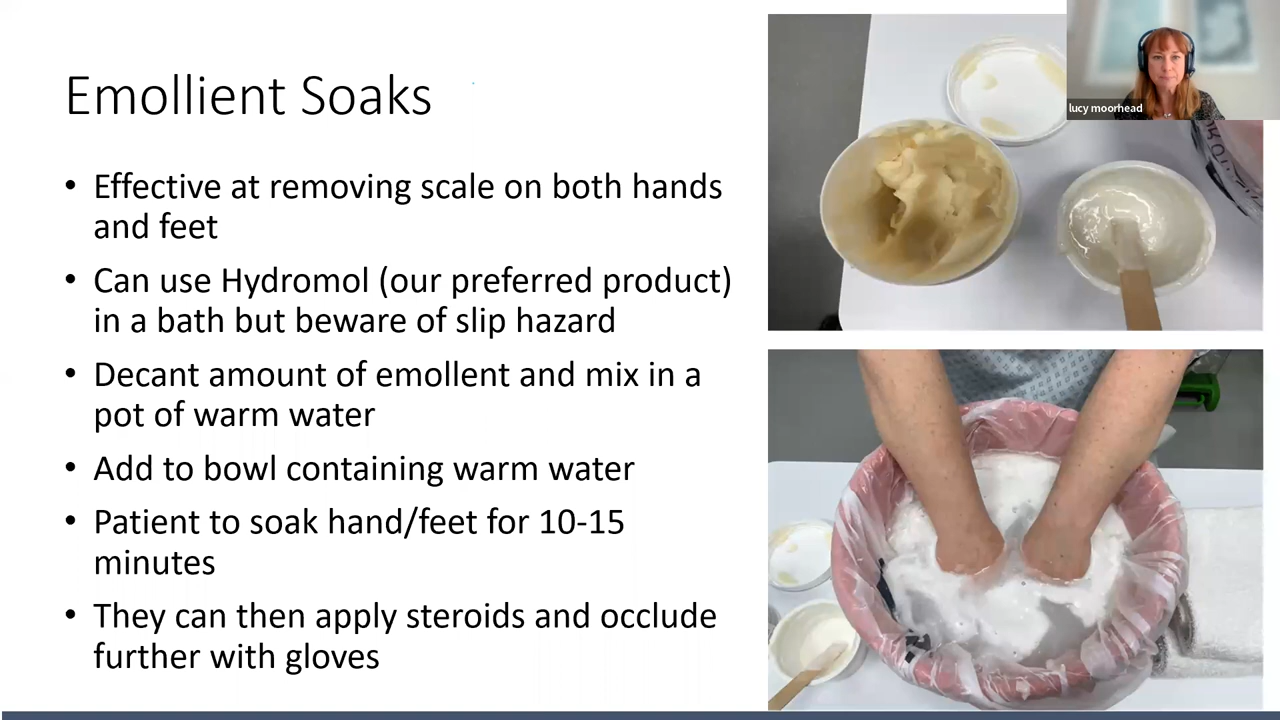 Emollient Soaks
lucy moorhead
• Effective at removing scale on both hands
and feet
• Can use Hydromol (our preferred product)
in a bath but beware of slip hazard
• Decant amount of emollent and mix in a
pot of warm water
• Add to bowl containing warm water
• Patient to soak hand/feet for 10-15
minutes
• They can then apply steroids and occlude
further with gloves